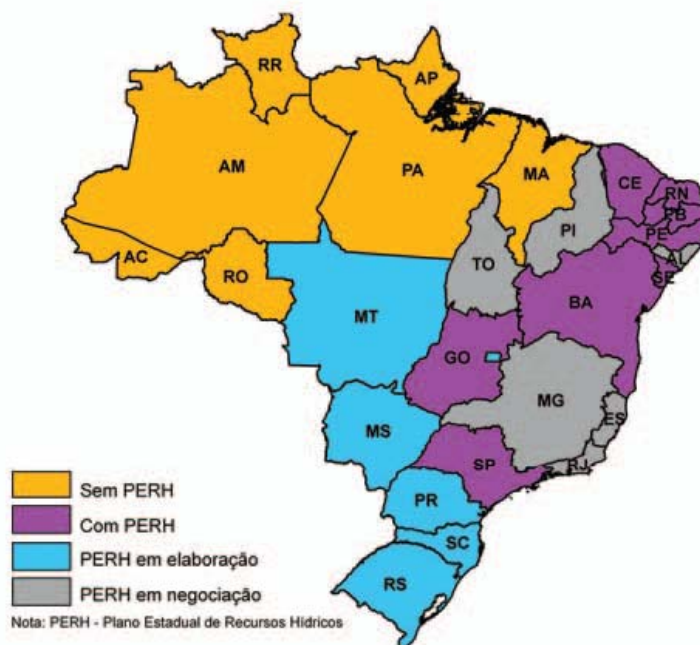 RR
AP
AM
PA
MA
CE
RN
PB
PE
PI
AL
SE
AC
RO
TO
BA
MT
GO
MG
ES
MS
SP
RJ
PR
SC
RS
Sem PERH
Com PERH
PERH em elaboração
PERH em negociação
Nota: PERH - Plano Estadual de Recursos Hídricos